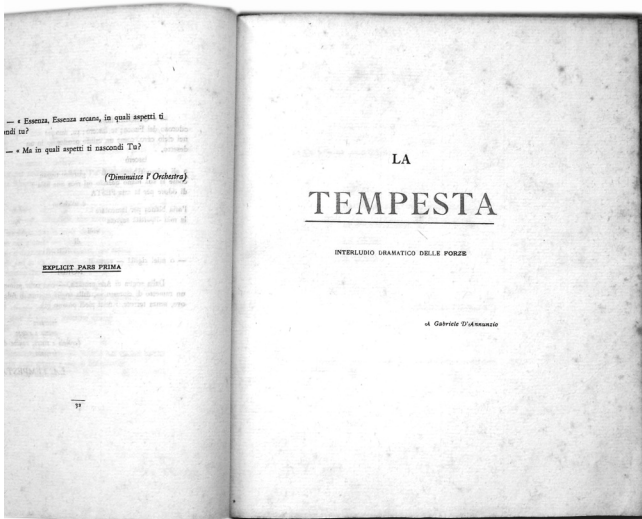 — « Essenza, Essenza arcana, in quali aspetti ti
ondi tu?
— « Ma in quali aspetti ti nascondi Tu?
(Diminuisce l' Orchestra)
EXPLICIT PARS PRIMA
LA
TEMPESTA
INTERLUDIO DRAMATICO DELLE FORZE
A Gabriele D'Annunzio